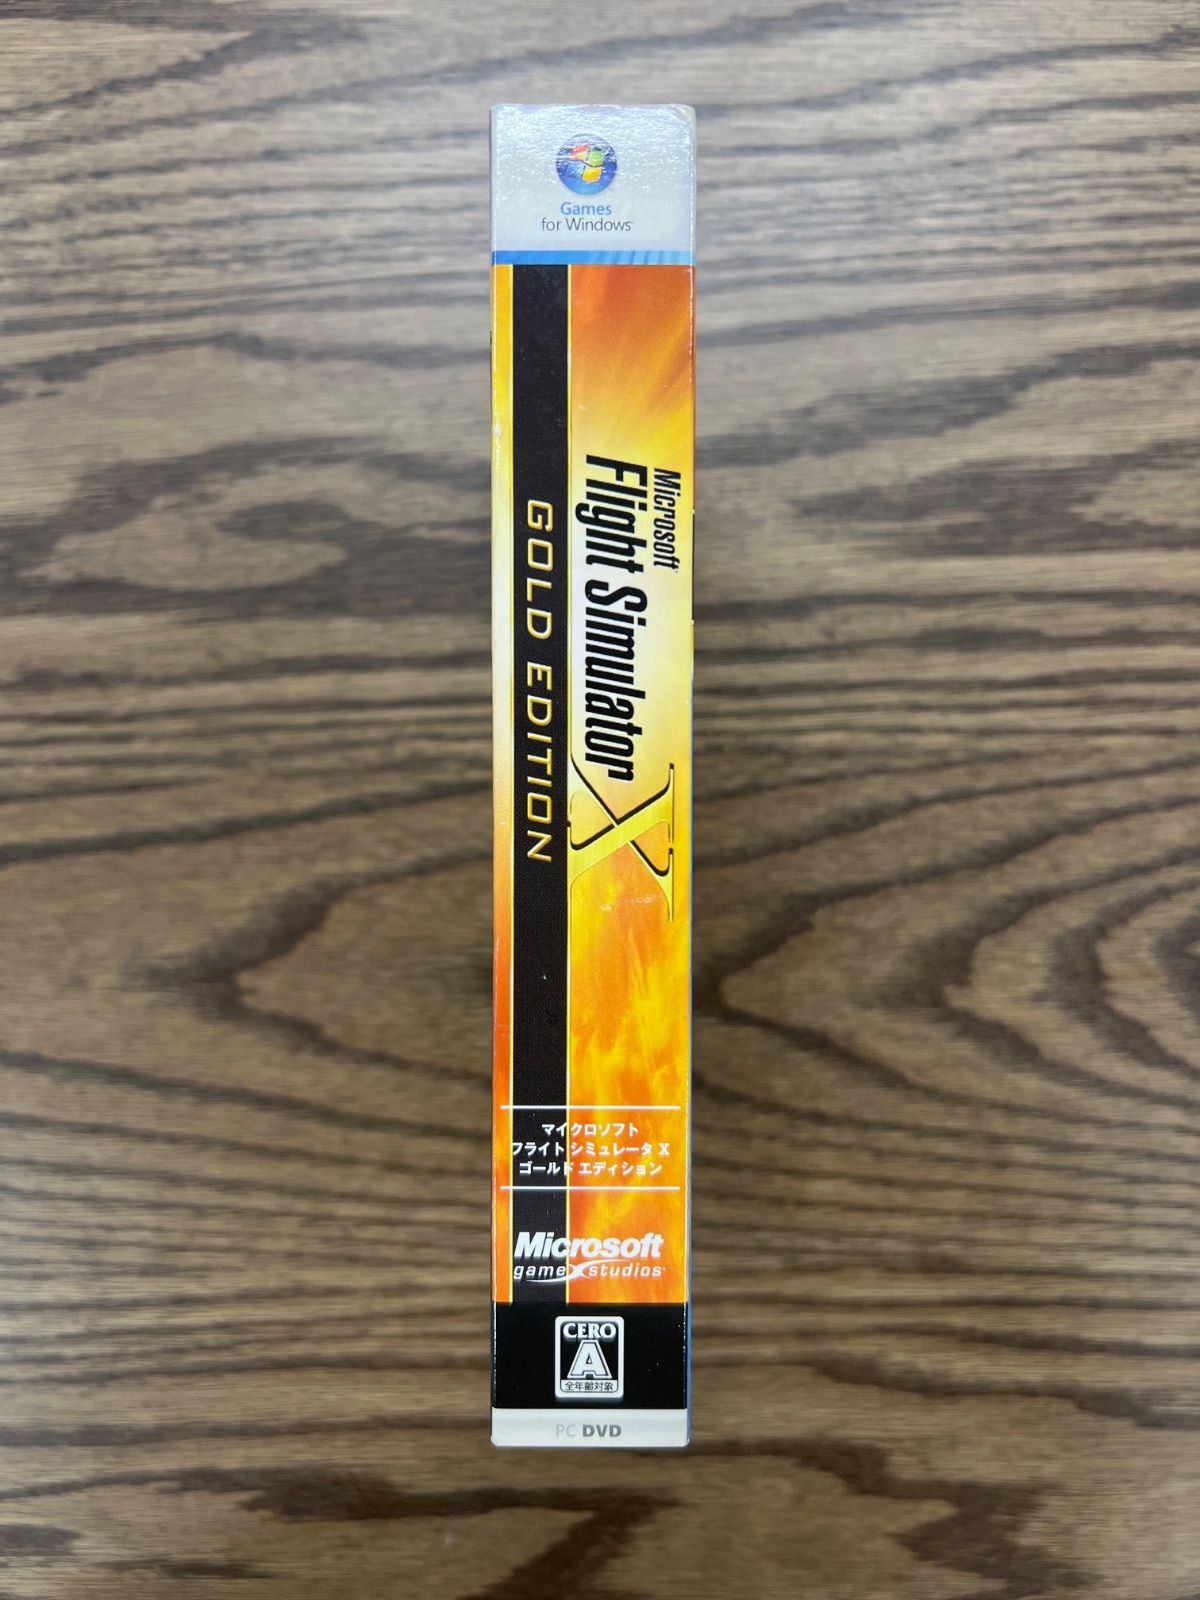 Games
for Windows
Microsoft
Flight Simulator X
GOLD EDITION
マイクロソフト
フライト シミュレータ X
ゴールド エディション
Microsoft
game studios
CERO
A
全年齢対象
PC DVD